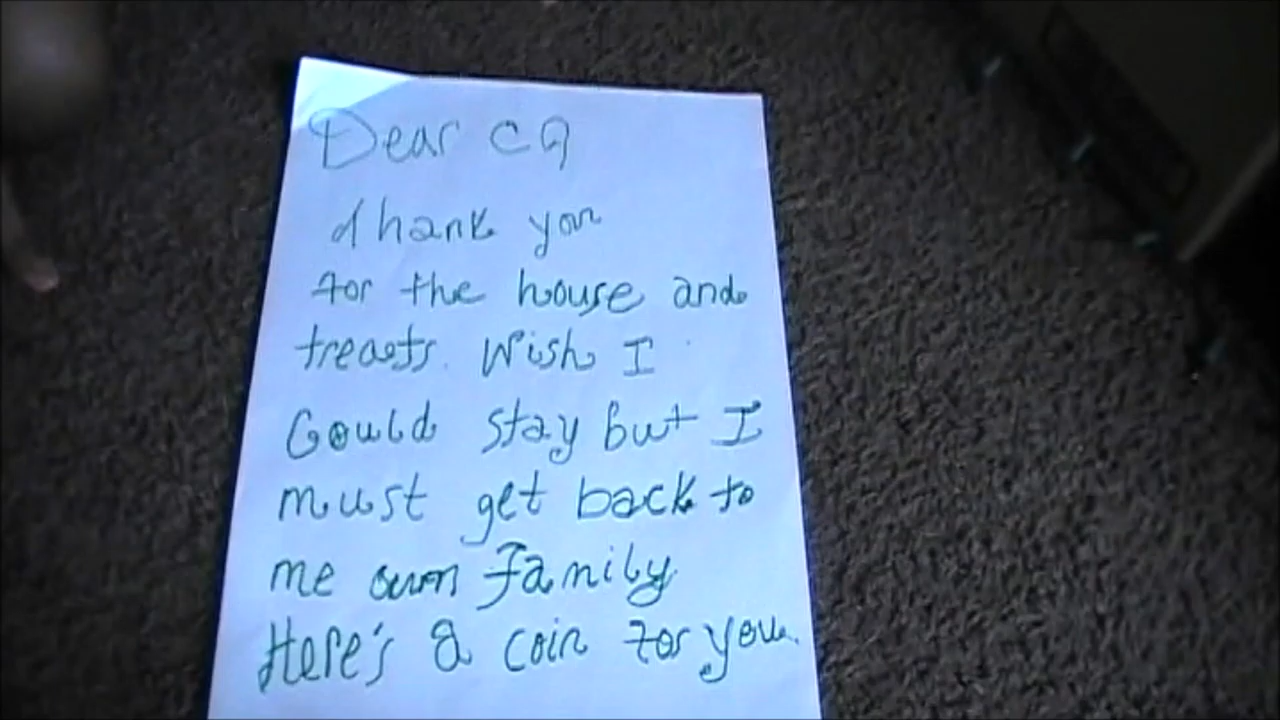 Dear CQ
Thank you
for the house and
treats. Wish I
Could stay but I
must get back to
me own family
Here's a coin for you.